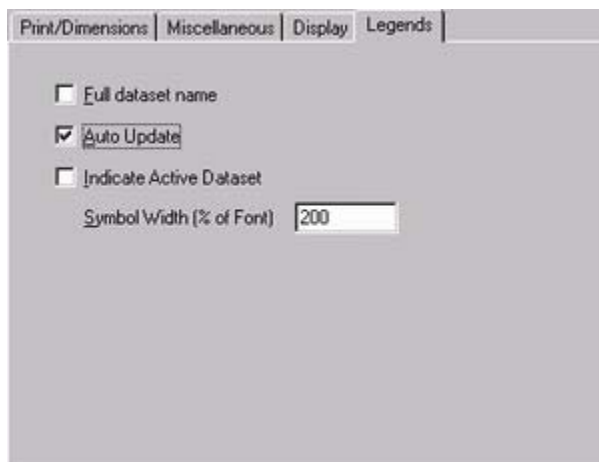 Print/Dimensions Miscellaneous Display Legends
Full dataset name
Auto Update
Indicate Active Dataset
Symbol Width (% of Font) 200